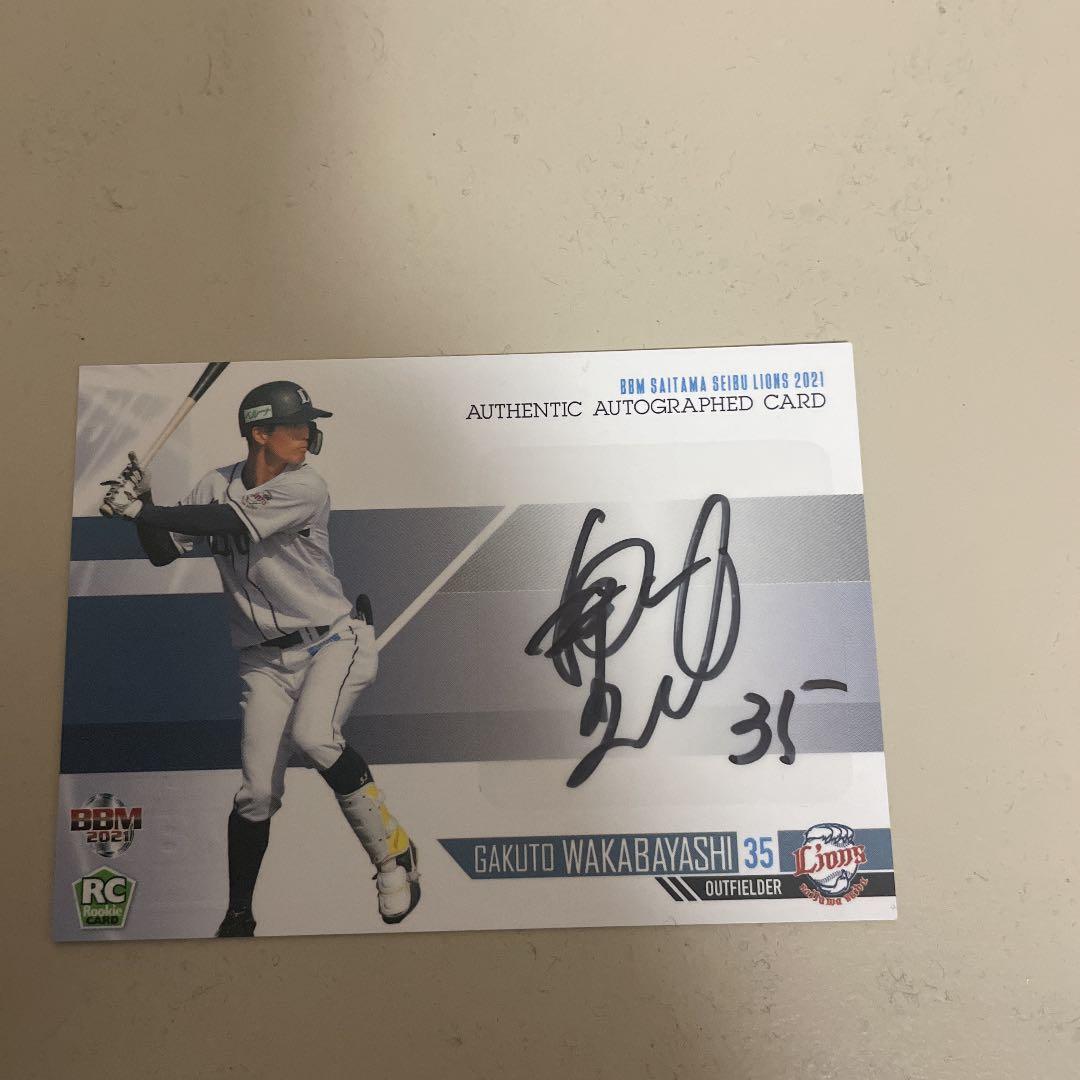 BBM SAITAMA SEIBU LIONS 2021
AUTHENTIC AUTOGRAPHED CARD
35
BBM
2021
RC
Rookie
CARD
GAKUTO WAKABAYASHI 35
OUTFIELDER
Lions